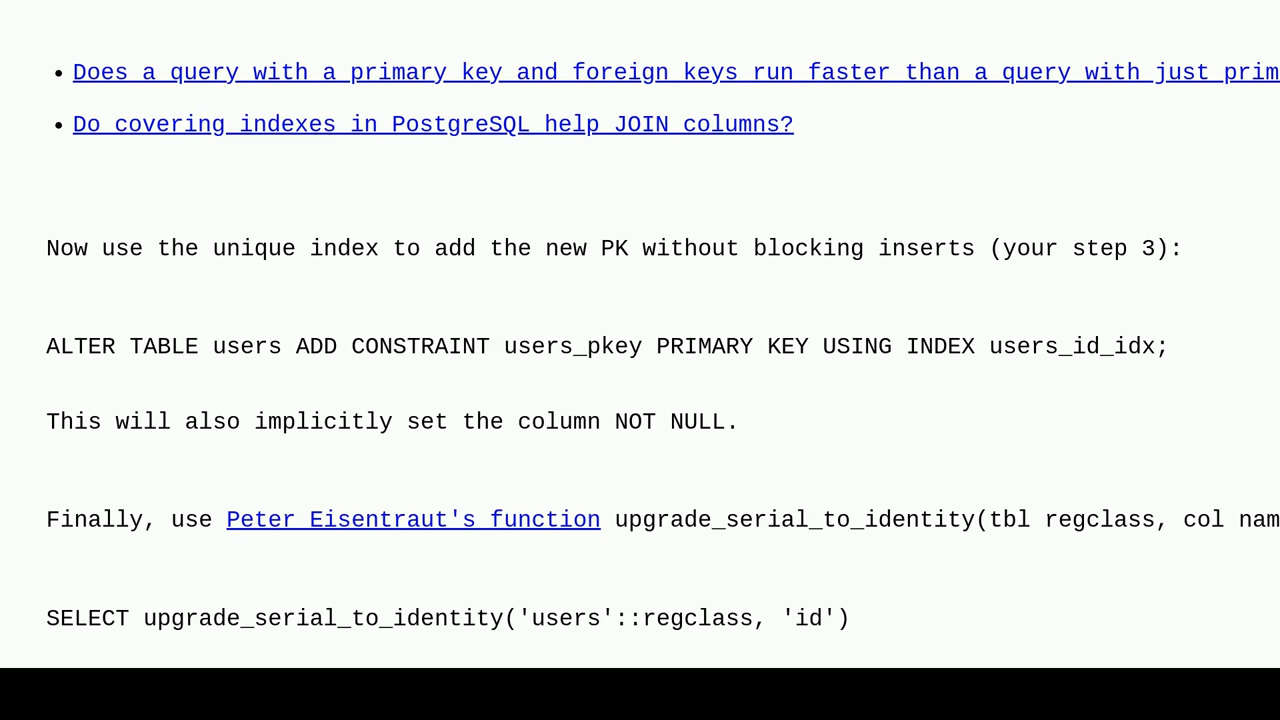 • Does a query with a primary key and foreign keys run faster than a query with just prim
• Do covering indexes in PostgreSQL help JOIN columns?
Now use the unique index to add the new PK without blocking inserts (your step 3):
ALTER TABLE users ADD CONSTRAINT users_pkey PRIMARY KEY USING INDEX users_id_idx;
This will also implicitly set the column NOT NULL.
Finally, use Peter Eisentraut's function upgrade_serial_to_identity(tbl regclass, col nam
SELECT upgrade_serial_to_identity('users'::regclass, 'id')